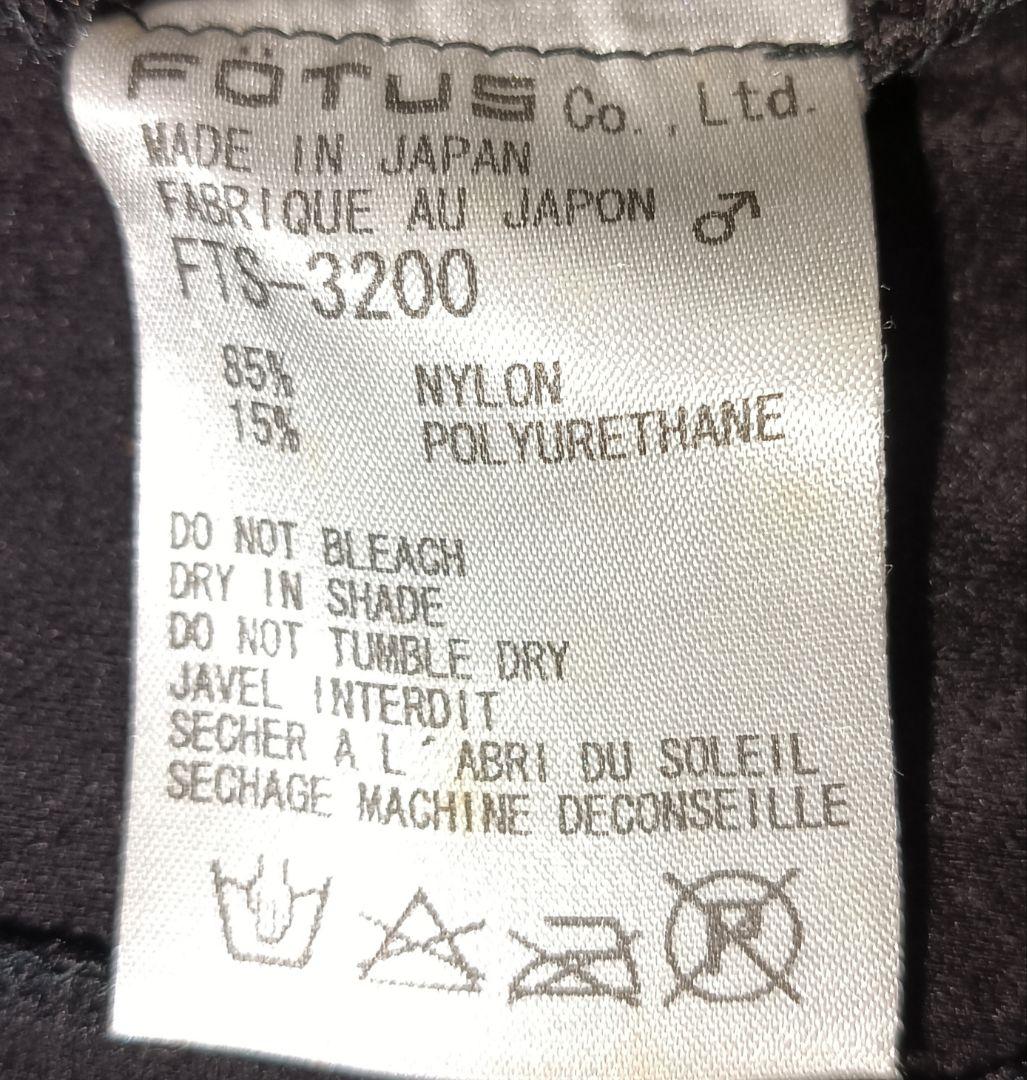 FÖTUS Co., Ltd.
MADE IN JAPAN
FABRIQUE AU JAPON ♂
FTS-3200
85% NYLON
15% POLYURETHANE
DO NOT BLEACH
DRY IN SHADE
DO NOT TUMBLE DRY
JAVEL INTERDIT
SECHER A L´ABRI DU SOLEIL
SECHAGE MACHINE DECONSEILLE
P